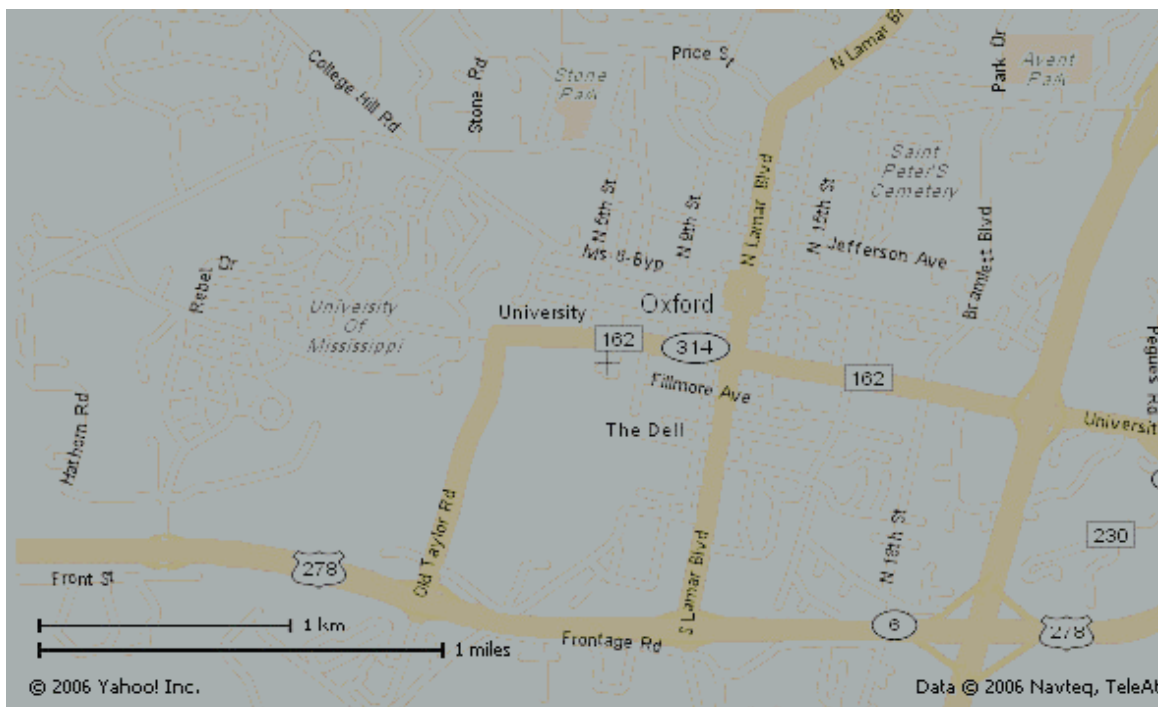 Price St
N Lamar Bl
Park Dr
Avent
Park
College Hill Rd
Stone Rd
Stone
Park
Saint
Peter'S
Cemetery
N Lamar Blvd
N 5th St
N 9th St
N 15th St
Jefferson Ave
Bramlett Blvd
Ms-6-Byp
Rebel Dr
University
Of
Mississippi
University
Oxford
162
314
162
Fillmore Ave
Pegues Rd
Universit
The Dell
Hathorn Rd
Old Taylor Rd
S Lamar Blvd
N 18th St
230
Front St
278
6
278
Frontage Rd
1 km
1 miles
© 2006 Yahoo! Inc.
Data © 2006 Navteq, TeleAt